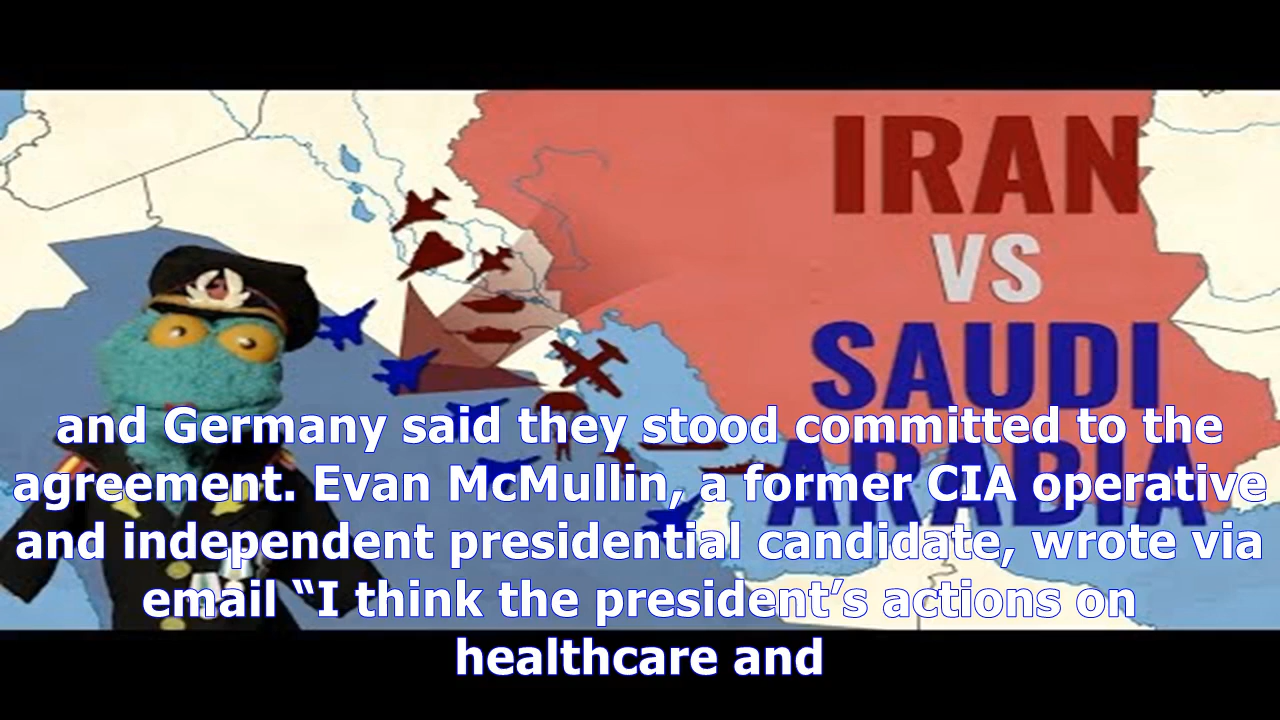 IRAN
VS
SAUDI
ARABIA
and Germany said they stood committed to the
agreement. Evan McMullin, a former CIA operative
and independent presidential candidate, wrote via
email “I think the president’s actions on
healthcare and